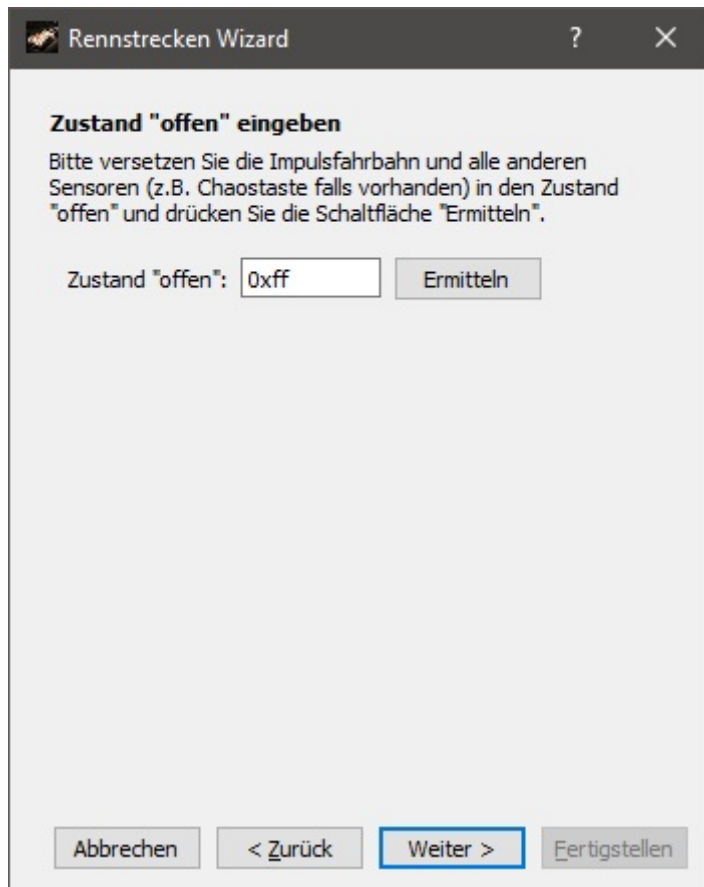 Rennstrecken Wizard ? ×
Zustand "offen" eingeben
Bitte versetzen Sie die Impulsfahrbahn und alle anderen
Sensoren (z.B. Chaostaste falls vorhanden) in den Zustand
"offen" und drücken Sie die Schaltfläche "Ermitteln".
Zustand "offen": 0xff Ermitteln
Abbrechen < Zurück Weiter > Fertigstellen